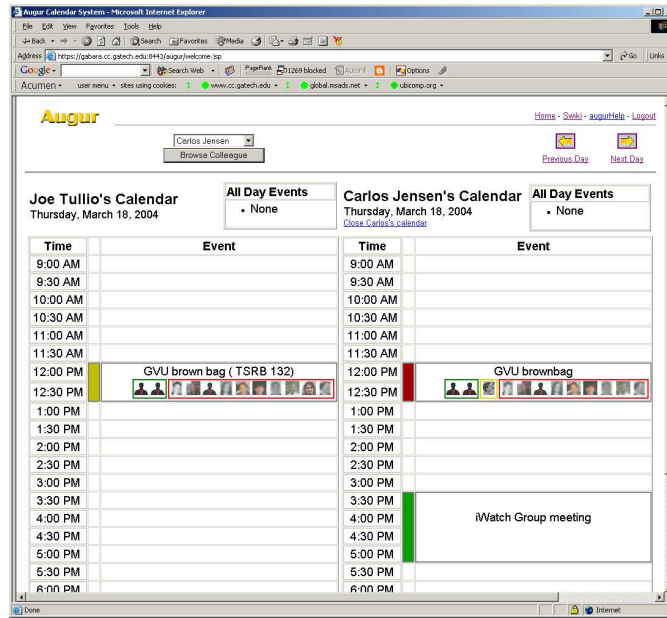 Augur Calendar System - Microsoft Internet Explorer
File Edit View Favorites Tools Help
Back Search Favorites Media
Address https://gabara.cc.gatech.edu:8443/augur/welcome.jsp Go Links
Google Search Web PageRank 1269 blocked AutoFill Options
Acumen user menu sites using cookies: www.cc.gatech.edu global.msads.net ubicomp.org
Augur
Home - Swiki - augurHelp - Logout
Carlos Jensen
Browse Colleague
Previous Day Next Day
Joe Tullio's Calendar
Thursday, March 18, 2004
All Day Events
• None
Carlos Jensen's Calendar
Thursday, March 18, 2004
Close Carlos's calendar
All Day Events
• None
Time Event Time Event
9:00 AM 9:00 AM
9:30 AM 9:30 AM
10:00 AM 10:00 AM
10:30 AM 10:30 AM
11:00 AM 11:00 AM
11:30 AM 11:30 AM
12:00 PM GVU brown bag ( TSRB 132) 12:00 PM GVU brownbag
12:30 PM 12:30 PM
1:00 PM 1:00 PM
1:30 PM 1:30 PM
2:00 PM 2:00 PM
2:30 PM 2:30 PM
3:00 PM 3:00 PM
3:30 PM 3:30 PM
4:00 PM 4:00 PM iWatch Group meeting
4:30 PM 4:30 PM
5:00 PM 5:00 PM
5:30 PM 5:30 PM
6:00 PM 6:00 PM
Done Internet